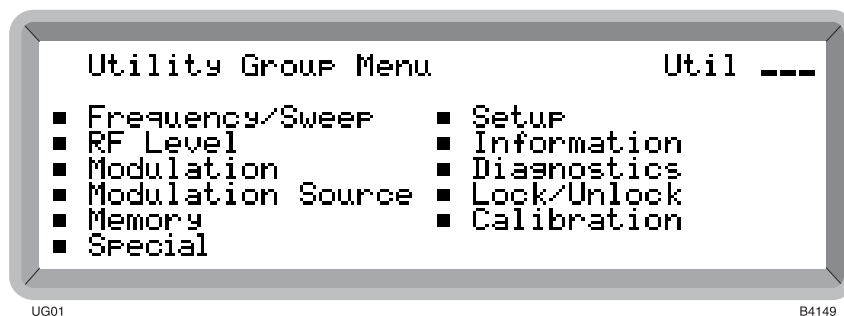 Utility Group Menu Util ___
■ Frequency/Sweep ■ Setup
■ RF Level ■ Information
■ Modulation ■ Diagnostics
■ Modulation Source ■ Lock/Unlock
■ Memory ■ Calibration
■ Special
UG01 B4149